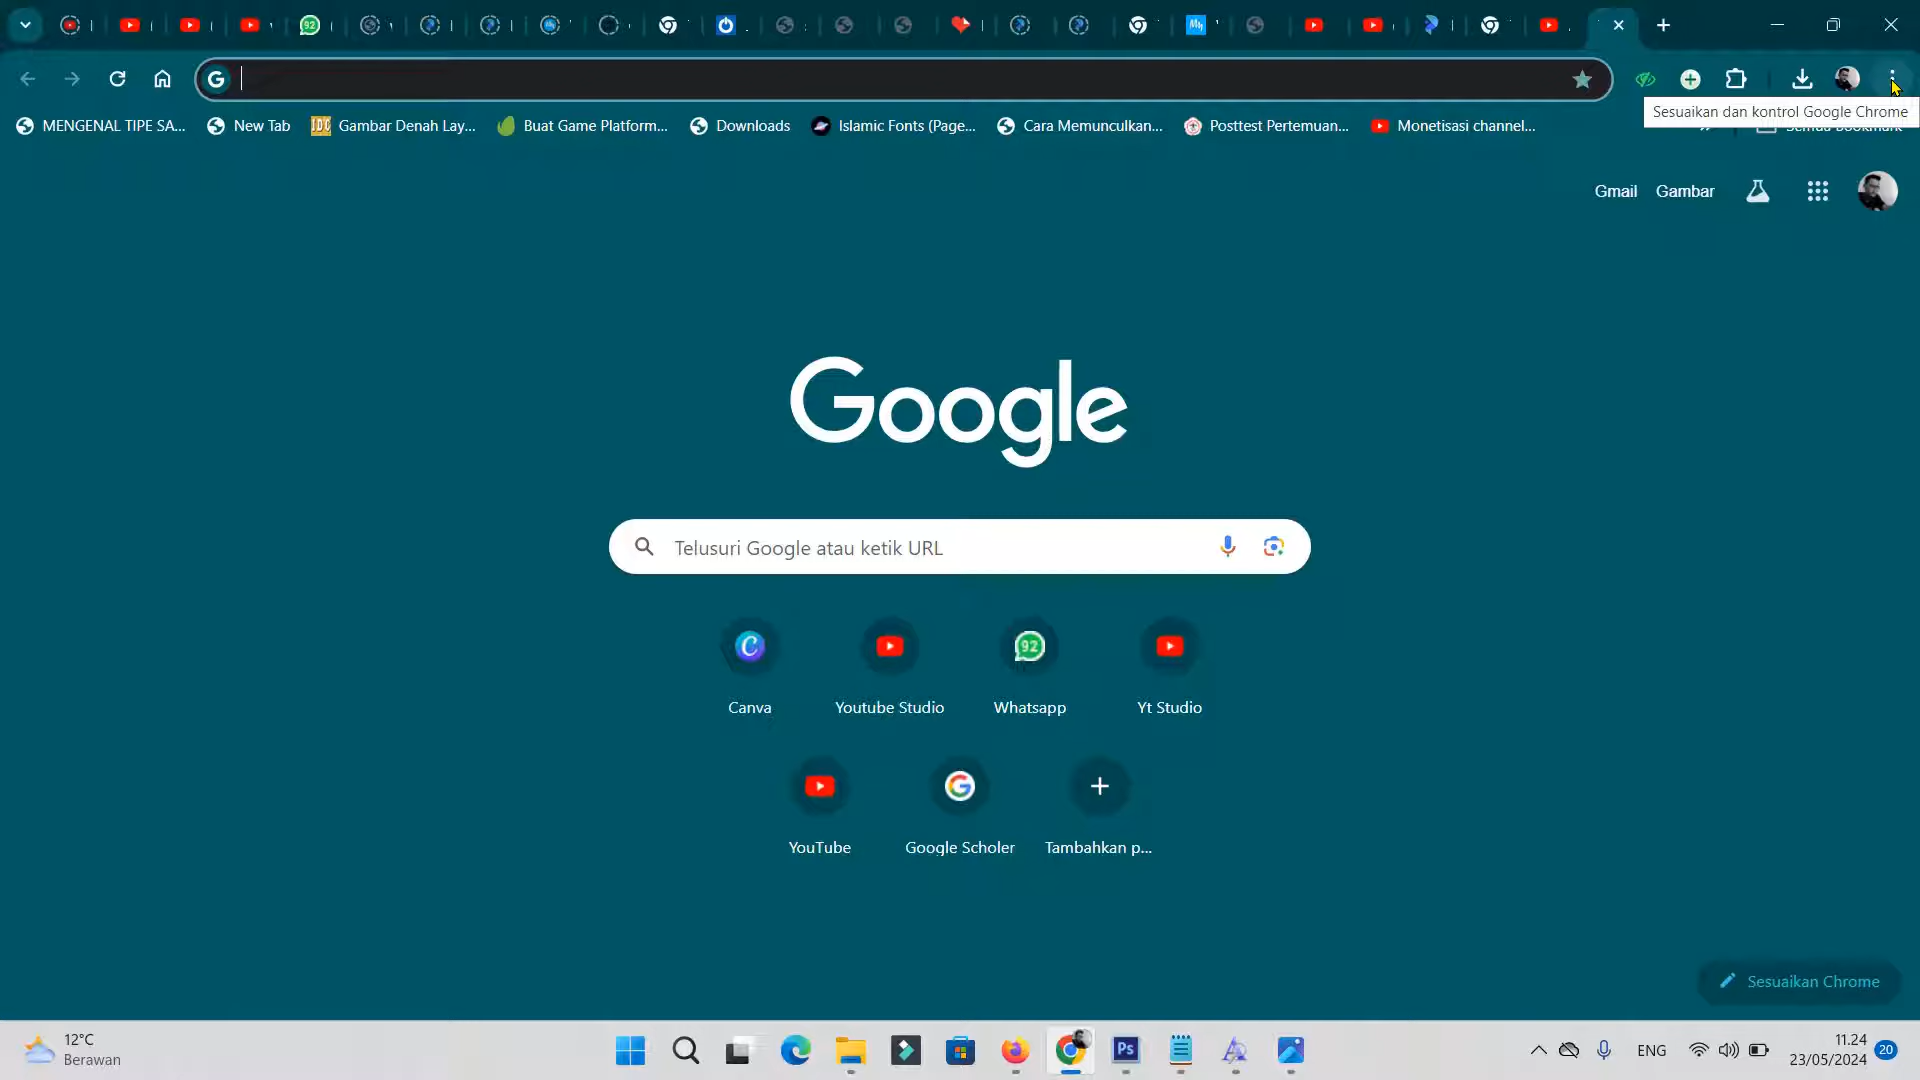 MENGENAL TIPE SA...
New Tab
Gambar Denah Lay...
Buat Game Platform...
Downloads
Islamic Fonts (Page...
Cara Memunculkan...
Posttest Pertemuan...
Monetisasi channel...
Sesuaikan dan kontrol Google Chrome
Gmail
Gambar
Google
Telusuri Google atau ketik URL
92
Canva
Youtube Studio
Whatsapp
Yt Studio
YouTube
Google Scholer
Tambahkan p...
Sesuaikan Chrome
12°C
Berawan
Ps
ENG
11.24
23/05/2024
20